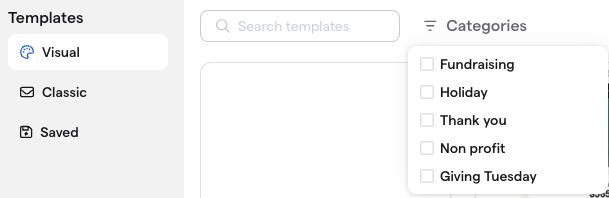 Templates
Visual
Classic
Saved
Search templates
Categories
Fundraising
Holiday
Thank you
Non profit
Giving Tuesday